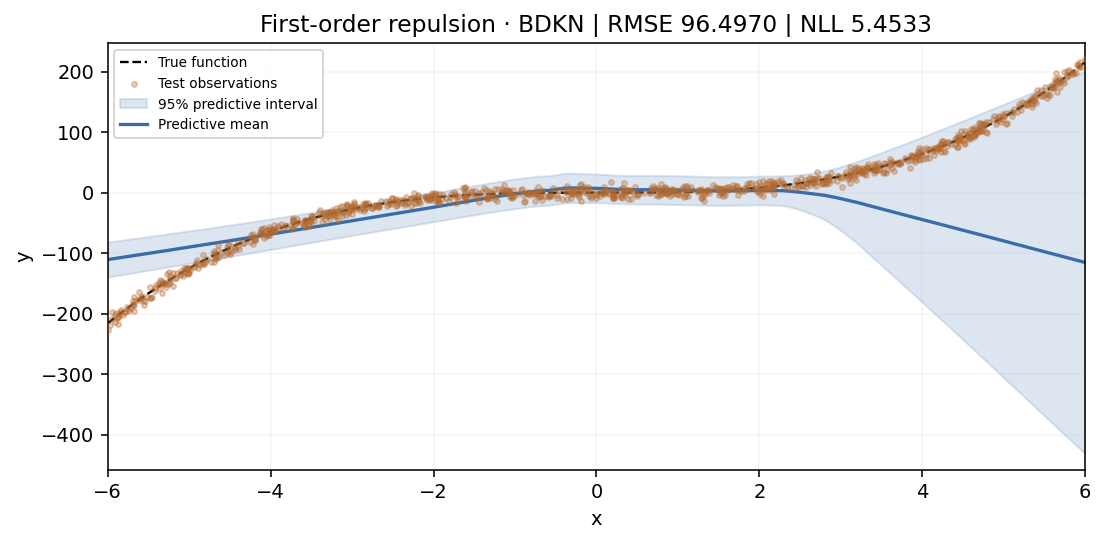 First-order repulsion · BDKN | RMSE 96.4970 | NLL 5.4533
True function
Test observations
95% predictive interval
Predictive mean
200
100
0
−100
−200
−300
−400
y
−6
−4
−2
0
2
4
6
x